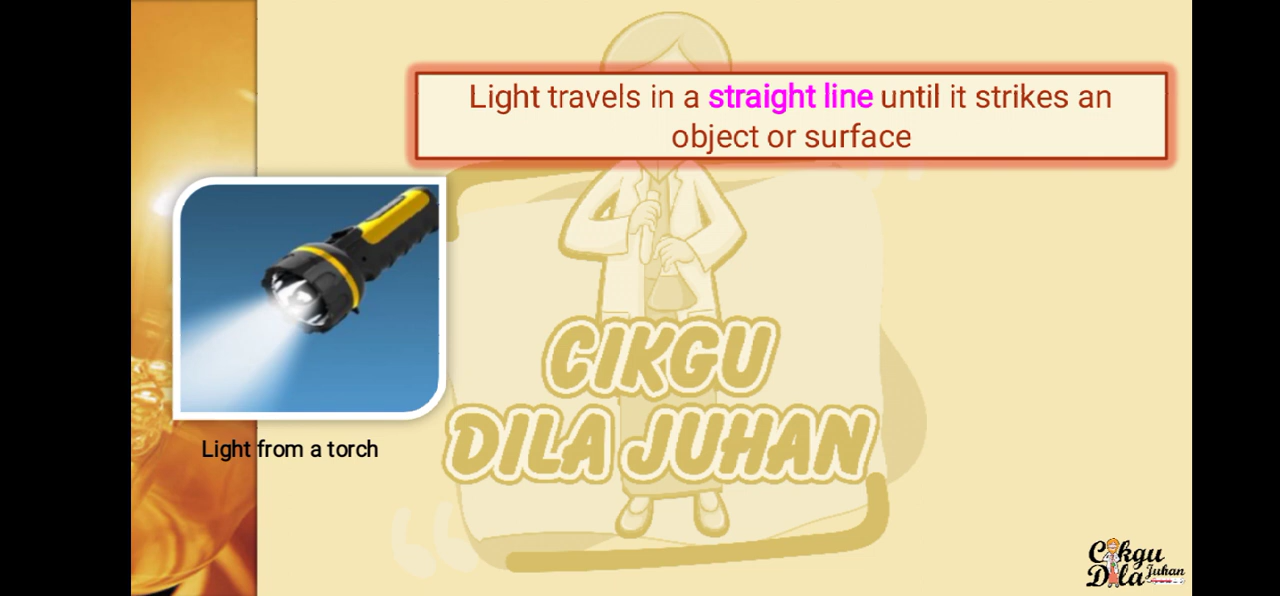 Light travels in a straight line until it strikes an
object or surface
Light from a torch
CIKGU
DILA JUHAN
Cikgu
Dila Juhan